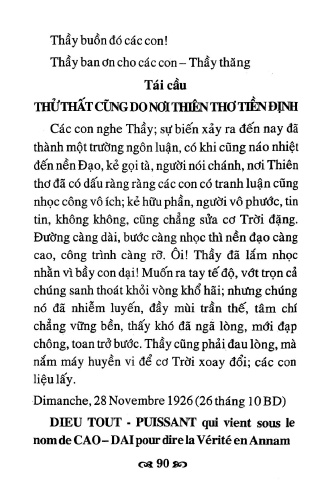 Thầy buồn đó các con!
Thầy ban ơn cho các con – Thầy thăng
Tái cầu
THỬ THẤT CŨNG DO NƠI THIÊN THƠ TIỀN ĐỊNH
Các con nghe Thầy; sự biến xảy ra đến nay đã
thành một trường ngôn luận, có khi cũng náo nhiệt
đến nền Đạo, kẻ gọi tà, người nói chánh, nơi Thiên
thơ đã có dấu ràng ràng các con có tranh luận cũng
nhọc công vô ích; kẻ hữu phần, người vô phước, tin
tin, không không, cũng chẳng sửa cơ Trời đặng.
Đường càng dài, bước càng nhọc thì nền đạo càng
cao, công trình càng rỡ. Ôi! Thầy đã lắm nhọc
nhằn vì bầy con dại! Muốn ra tay tế độ, vớt trọn cả
chúng sanh thoát khỏi vòng khổ hải; nhưng chúng
nó đã nhiễm luyến, đầy mùi trần thế, tâm chí
chẳng vững bền, thấy khó đã ngã lòng, mới đạp
chông, toan trở bước. Thầy cũng phải đau lòng, mà
nắm máy huyền vi để cơ Trời xoay đổi; các con
liệu lấy.
Dimanche, 28 Novembre 1926 (26 tháng 10 BD)
DIEU TOUT - PUISSANT qui vient sous le
nom de CAO – DAI pour dire la Vérité en Annam
90